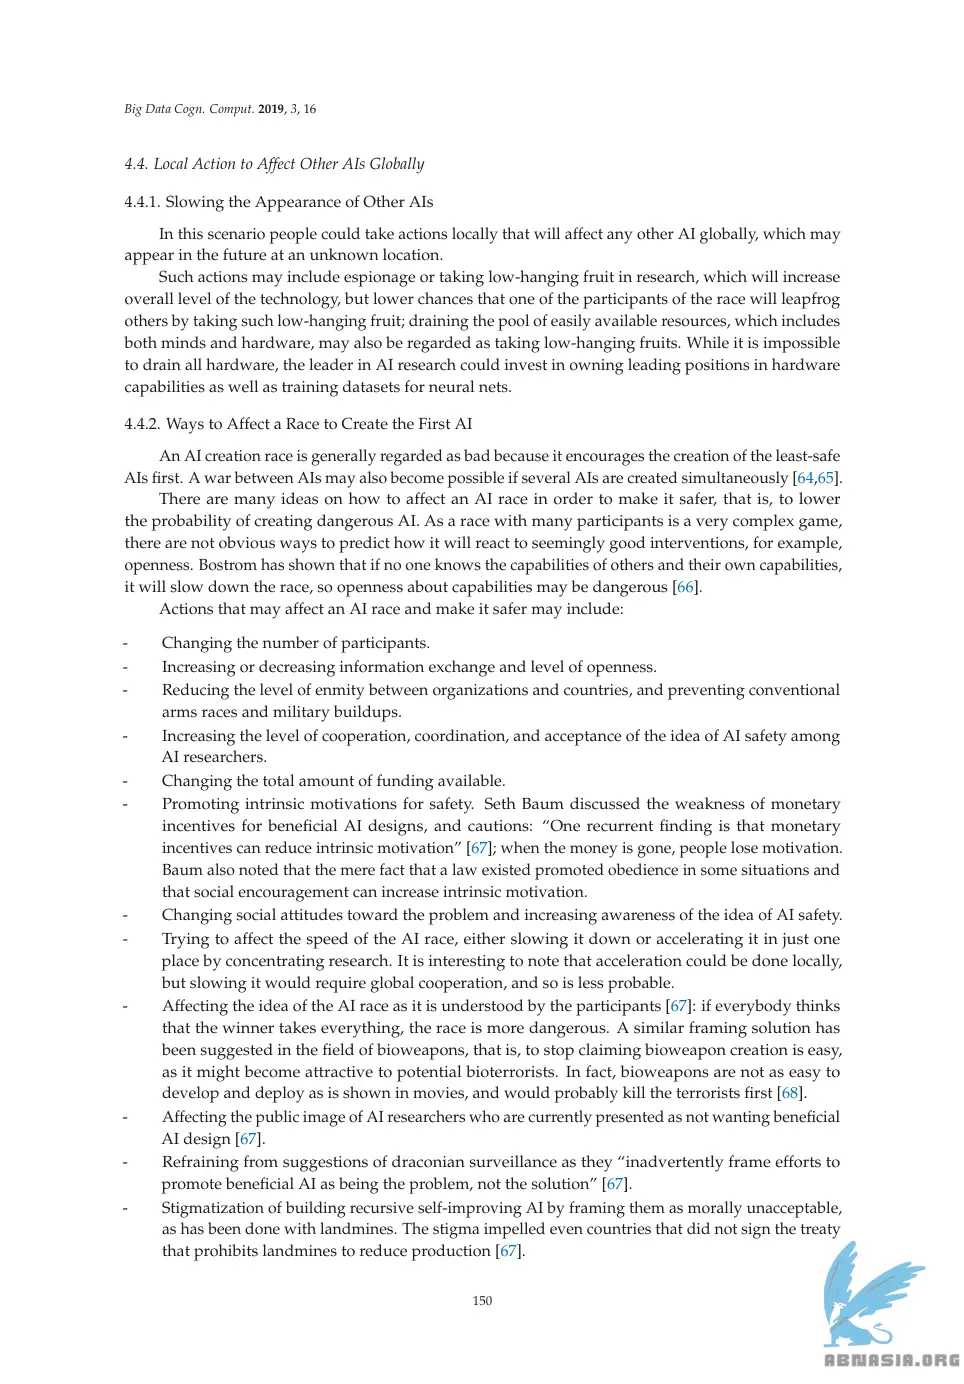 Big Data Cogn. Comput. 2019, 3, 16
4.4. Local Action to Affect Other AIs Globally
4.4.1. Slowing the Appearance of Other AIs
In this scenario people could take actions locally that will affect any other AI globally, which may
appear in the future at an unknown location.
Such actions may include espionage or taking low-hanging fruit in research, which will increase
overall level of the technology, but lower chances that one of the participants of the race will leapfrog
others by taking such low-hanging fruit; draining the pool of easily available resources, which includes
both minds and hardware, may also be regarded as taking low-hanging fruits. While it is impossible
to drain all hardware, the leader in AI research could invest in owning leading positions in hardware
capabilities as well as training datasets for neural nets.
4.4.2. Ways to Affect a Race to Create the First AI
An AI creation race is generally regarded as bad because it encourages the creation of the least-safe
AIs first. A war between AIs may also become possible if several AIs are created simultaneously [64,65].
There are many ideas on how to affect an AI race in order to make it safer, that is, to lower
the probability of creating dangerous AI. As a race with many participants is a very complex game,
there are not obvious ways to predict how it will react to seemingly good interventions, for example,
openness. Bostrom has shown that if no one knows the capabilities of others and their own capabilities,
it will slow down the race, so openness about capabilities may be dangerous [66].
Actions that may affect an AI race and make it safer may include:
- Changing the number of participants.
- Increasing or decreasing information exchange and level of openness.
- Reducing the level of enmity between organizations and countries, and preventing conventional
arms races and military buildups.
- Increasing the level of cooperation, coordination, and acceptance of the idea of AI safety among
AI researchers.
- Changing the total amount of funding available.
- Promoting intrinsic motivations for safety. Seth Baum discussed the weakness of monetary
incentives for beneficial AI designs, and cautions: “One recurrent finding is that monetary
incentives can reduce intrinsic motivation” [67]; when the money is gone, people lose motivation.
Baum also noted that the mere fact that a law existed promoted obedience in some situations and
that social encouragement can increase intrinsic motivation.
- Changing social attitudes toward the problem and increasing awareness of the idea of AI safety.
- Trying to affect the speed of the AI race, either slowing it down or accelerating it in just one
place by concentrating research. It is interesting to note that acceleration could be done locally,
but slowing it would require global cooperation, and so is less probable.
- Affecting the idea of the AI race as it is understood by the participants [67]: if everybody thinks
that the winner takes everything, the race is more dangerous. A similar framing solution has
been suggested in the field of bioweapons, that is, to stop claiming bioweapon creation is easy,
as it might become attractive to potential bioterrorists. In fact, bioweapons are not as easy to
develop and deploy as is shown in movies, and would probably kill the terrorists first [68].
- Affecting the public image of AI researchers who are currently presented as not wanting beneficial
AI design [67].
- Refraining from suggestions of draconian surveillance as they “inadvertently frame efforts to
promote beneficial AI as being the problem, not the solution” [67].
- Stigmatization of building recursive self-improving AI by framing them as morally unacceptable,
as has been done with landmines. The stigma impelled even countries that did not sign the treaty
that prohibits landmines to reduce production [67].
150
ABNASIA.ORG